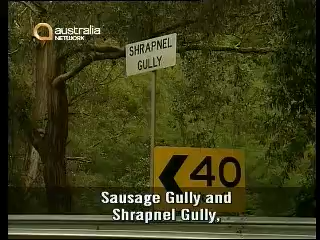 australia
NETWORK
SHRAPNEL
GULLY
40
Sausage Gully and
Shrapnel Gully,